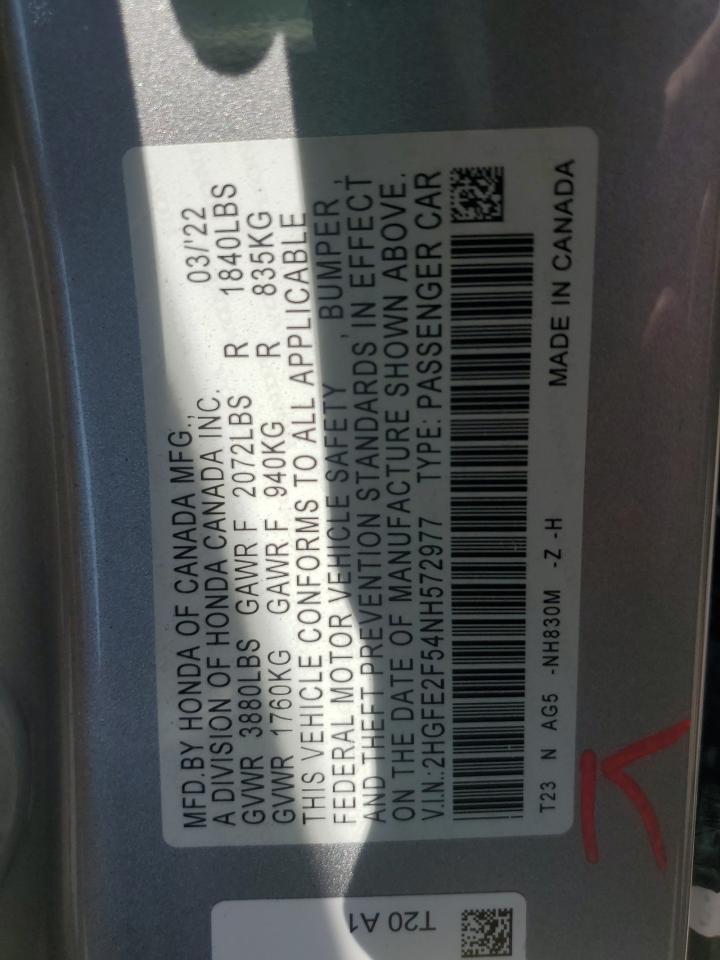 MFD.BY HONDA OF CANADA MFG.,
A DIVISION OF HONDA CANADA INC. 03/'22
GVWR 3880LBS GAWR F 2072LBS R 1840LBS
GVWR 1760KG GAWR F 940KG R 835KG
THIS VEHICLE CONFORMS TO ALL APPLICABLE
FEDERAL MOTOR VEHICLE SAFETY , BUMPER ,
AND THEFT PREVENTION STANDARDS IN EFFECT
ON THE DATE OF MANUFACTURE SHOWN ABOVE.
V.I.N.:2HGFE2F54NH572977 TYPE: PASSENGER CAR
T23 N AG5 -NH830M -Z -H MADE IN CANADA
T20 A1